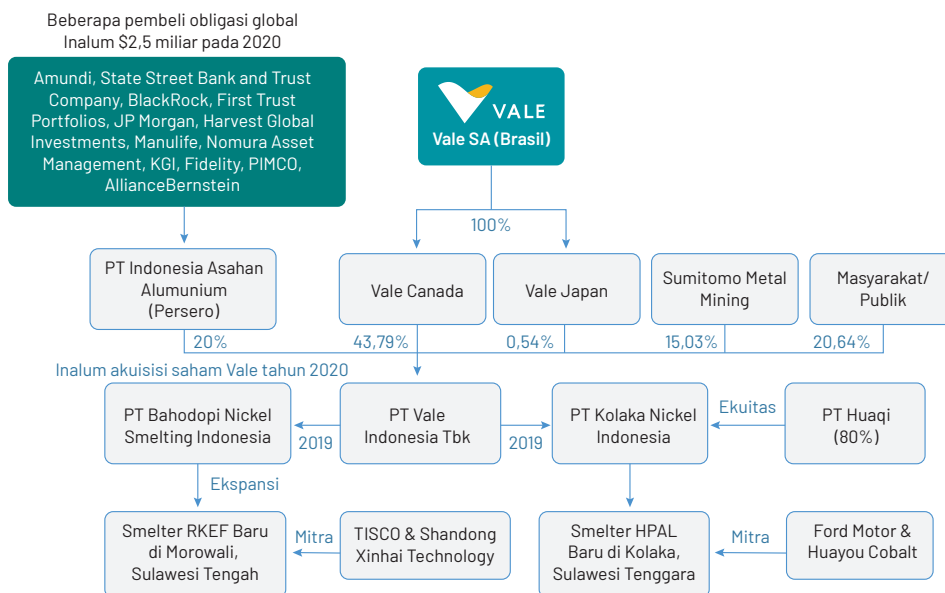 Beberapa pembeli obligasi global
Inalum $2,5 miliar pada 2020
Amundi, State Street Bank and Trust
Company, BlackRock, First Trust
Portfolios, JP Morgan, Harvest Global
Investments, Manulife, Nomura Asset
Management, KGI, Fidelity, PIMCO,
AllianceBernstein
VALE
Vale SA (Brasil)
100%
PT Indonesia Asahan
Alumunium
(Persero)
Vale Canada
Vale Japan
Sumitomo Metal
Mining
Masyarakat/
Publik
20%
43,79%
0,54%
15,03%
20,64%
Inalum akuisisi saham Vale tahun 2020
PT Bahodopi Nickel
Smelting Indonesia
2019
PT Vale
Indonesia Tbk
2019
PT Kolaka Nickel
Indonesia
Ekuitas
PT Huaqi
(80%)
Ekspansi
Smelter RKEF Baru
di Morowali,
Sulawesi Tengah
Mitra
TISCO & Shandong
Xinhai Technology
Smelter HPAL
Baru di Kolaka,
Sulawesi Tenggara
Mitra
Ford Motor &
Huayou Cobalt